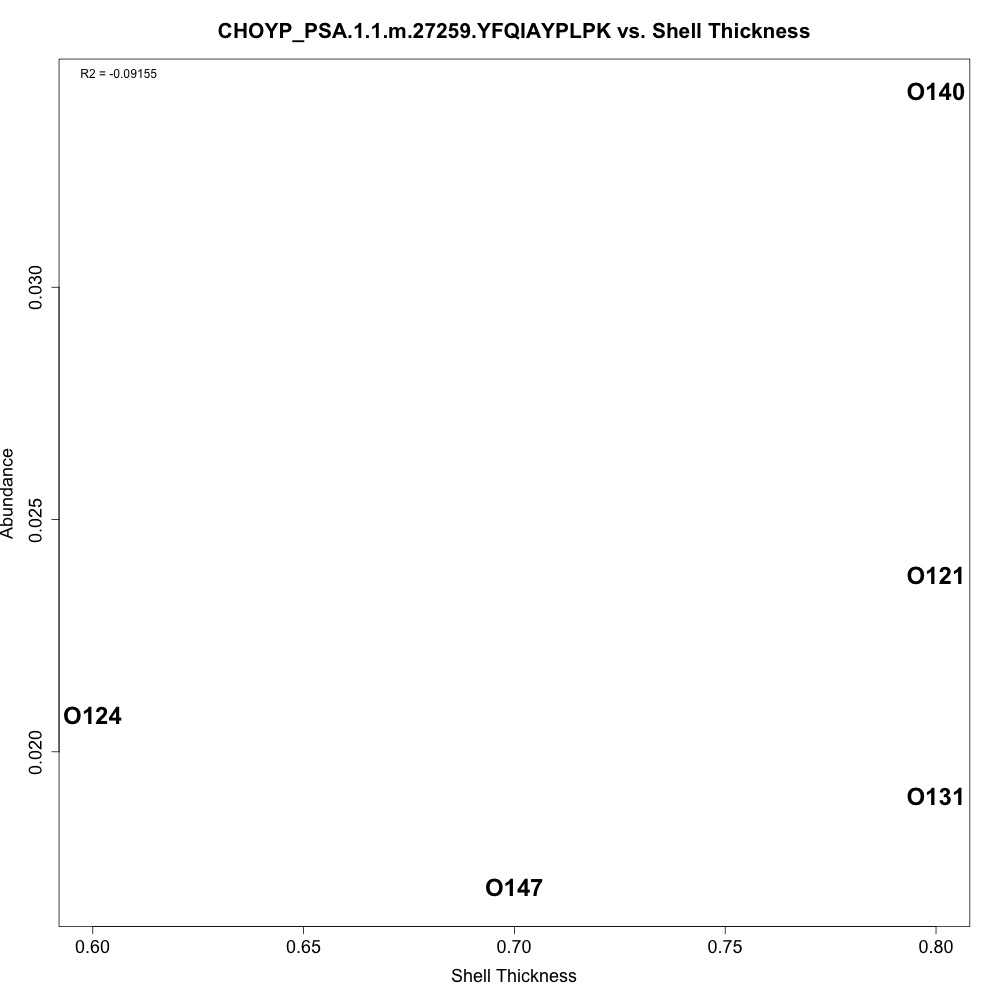 CHOYP_PSA.1.1.m.27259.YFQIAYPLPK vs. Shell Thickness
R2 = -0.09155
O140
0.030
Abundance
0.025
O121
O124
0.020
O131
O147
0.60 0.65 0.70 0.75 0.80
Shell Thickness